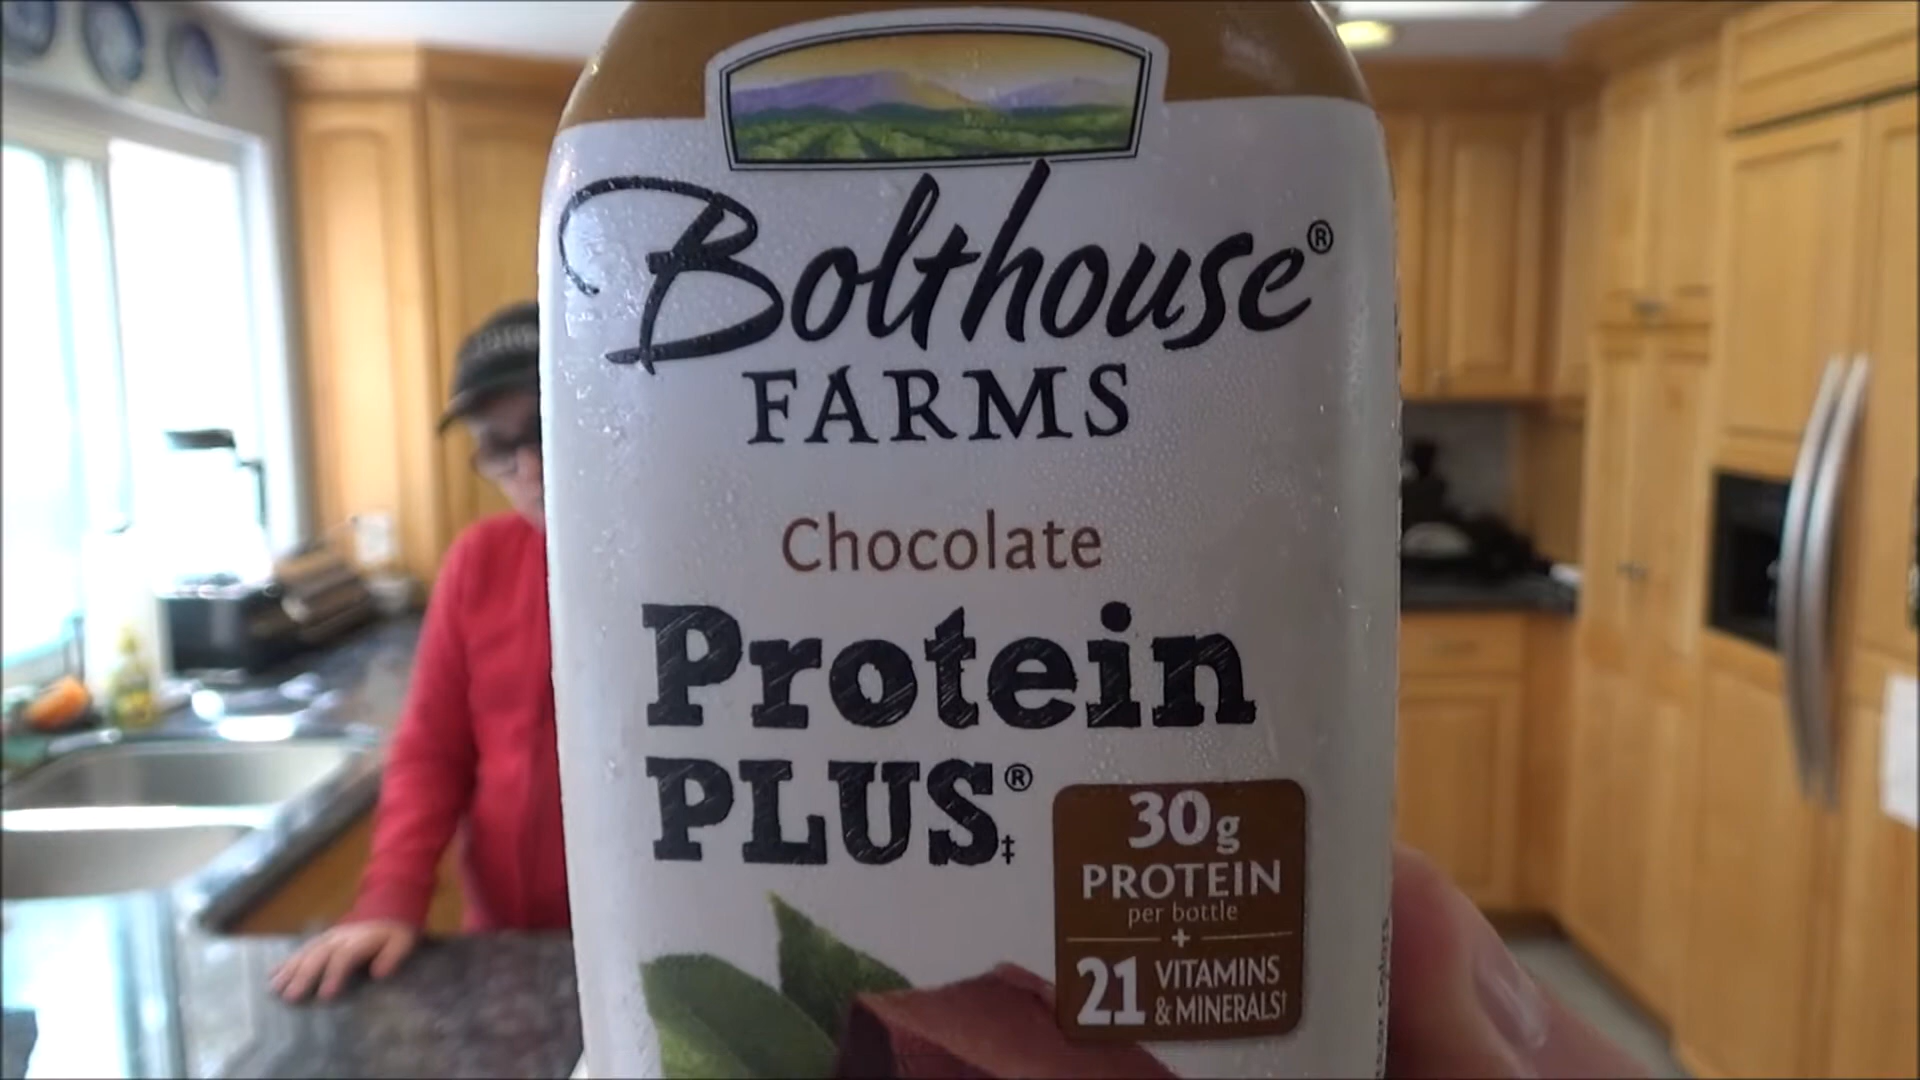 Bolthouse®
FARMS
Chocolate
Protein
PLUS®‡
30g
PROTEIN
per bottle
+
21 VITAMINS
& MINERALS†